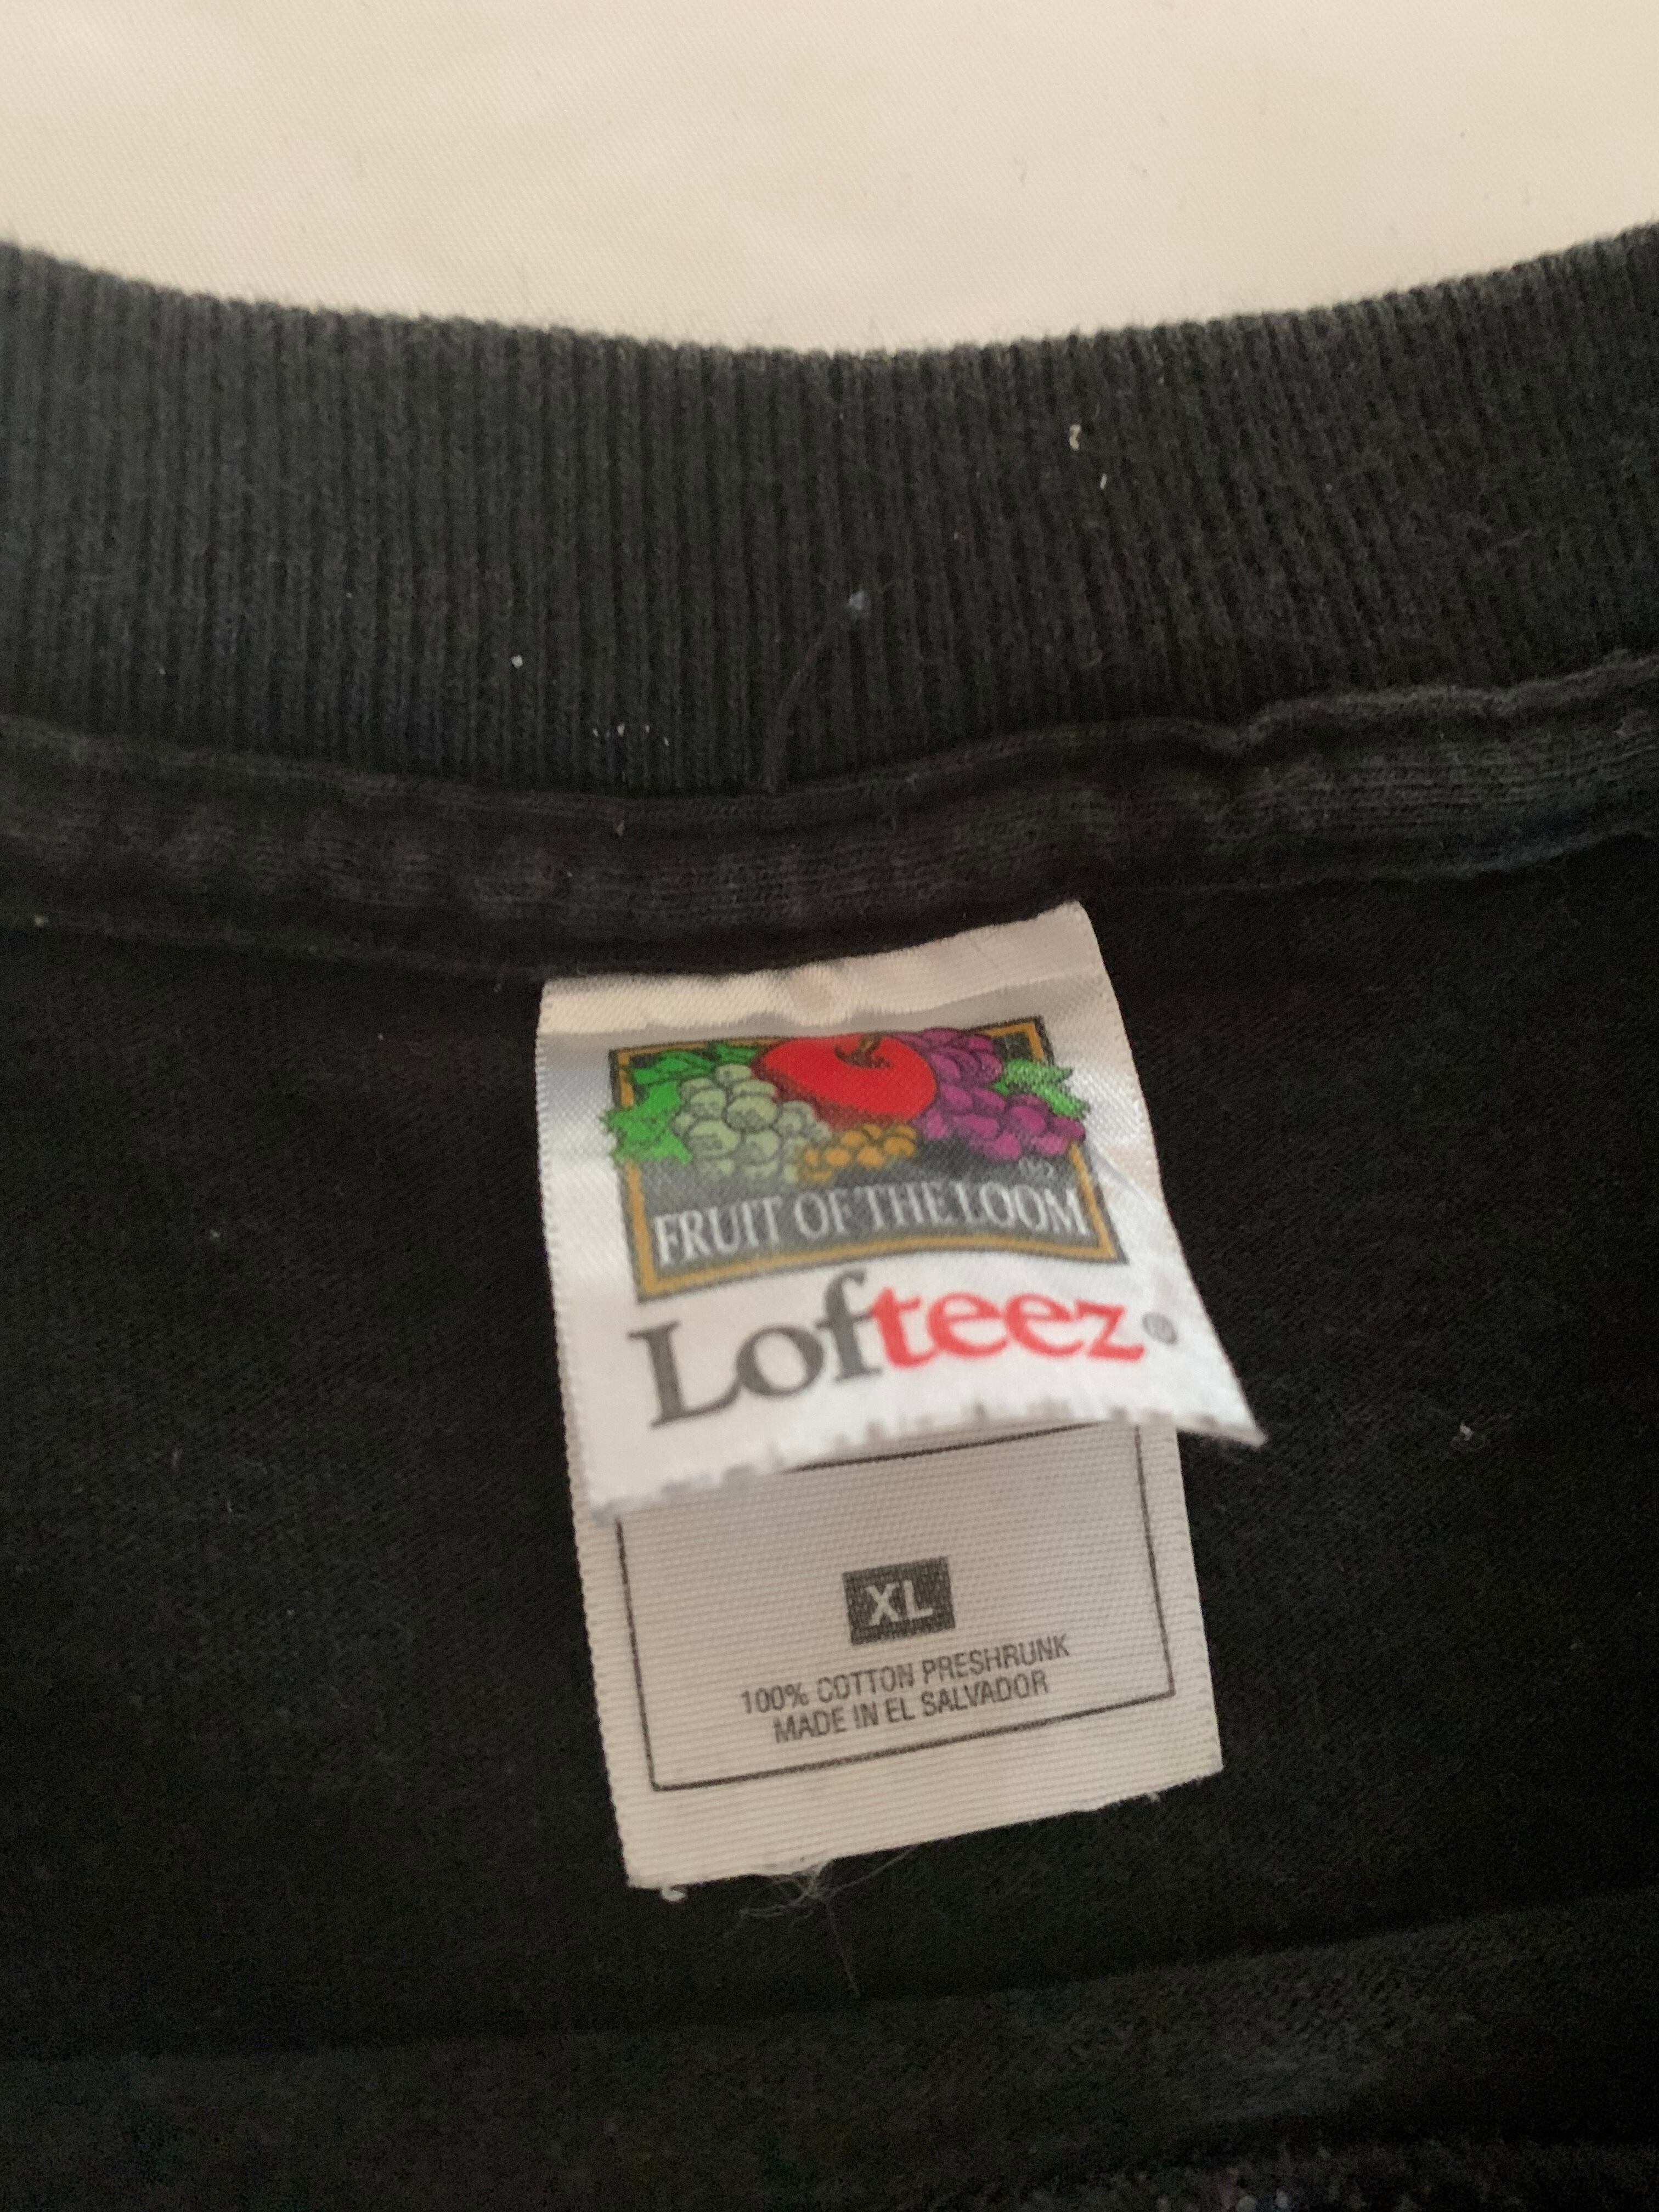 FRUIT OF THE LOOM ®
Lofteez®
XL
100% COTTON PRESHRUNK
MADE IN EL SALVADOR